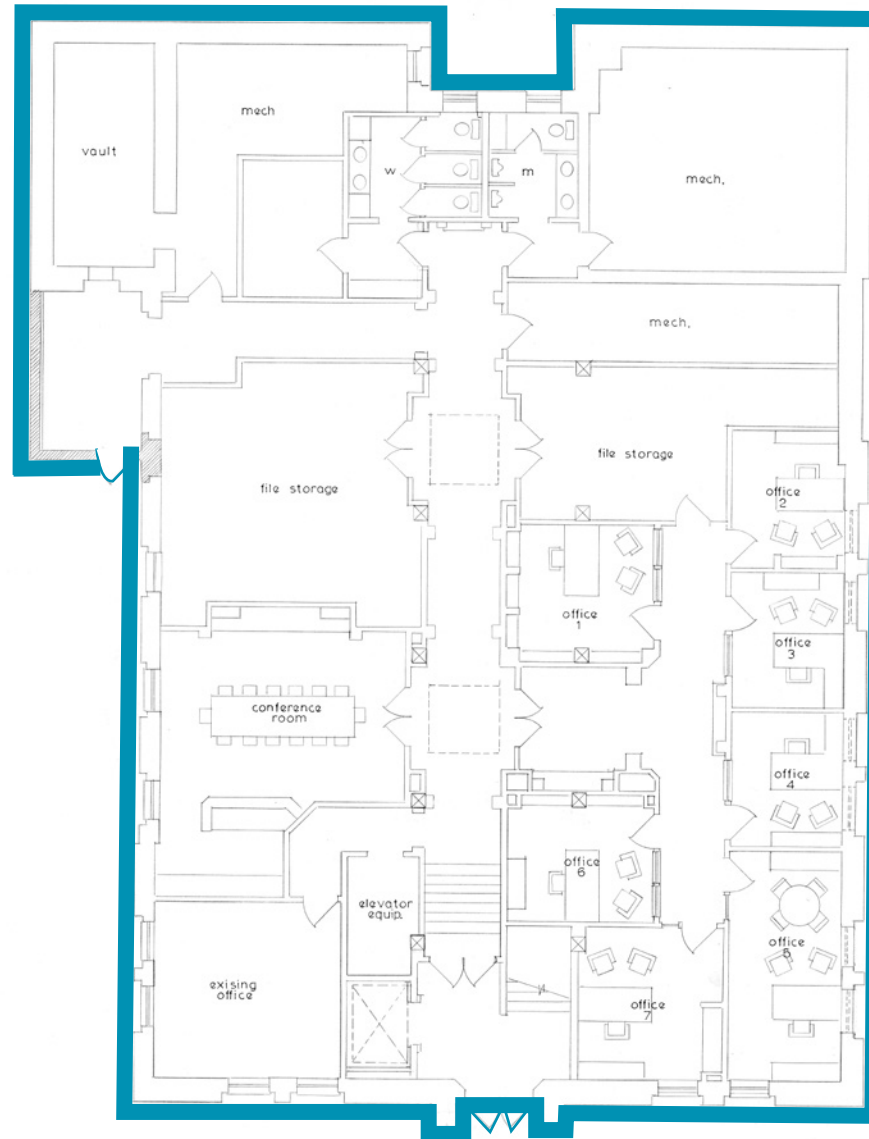 vault
mech
w
m
mech.
mech.
file storage
file storage
office
2
office
1
office
3
conference
room
office
4
office
6
elevator
equip.
office
5
exising
office
office
7